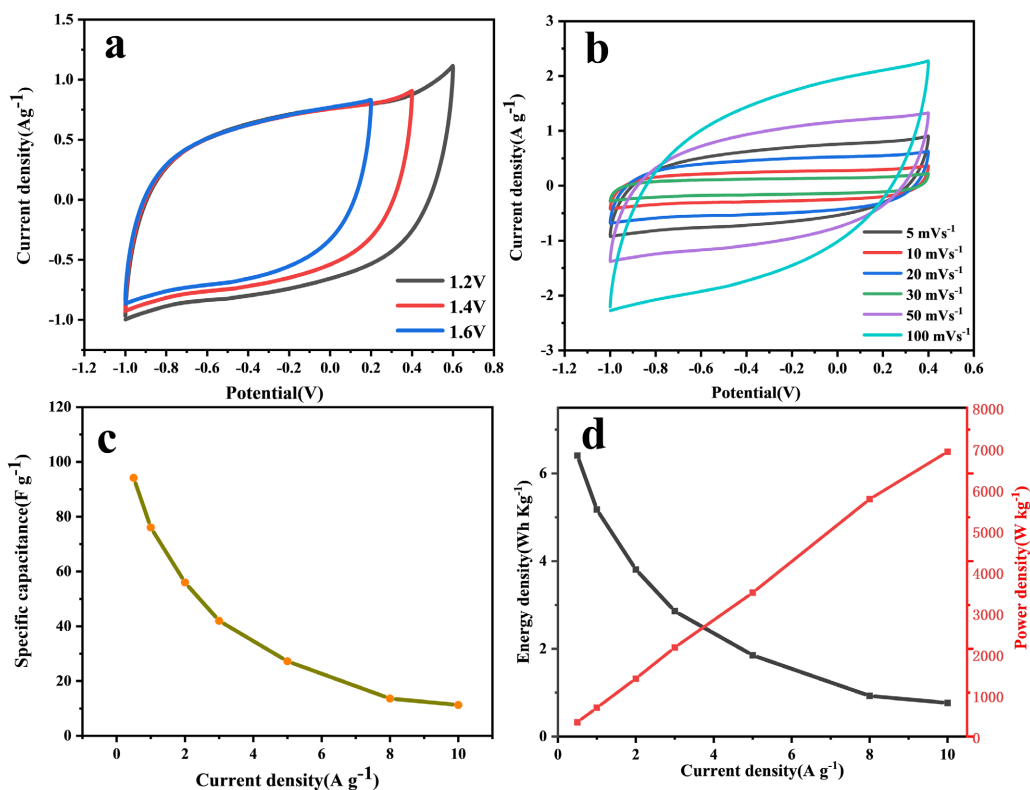 a
1.5
1.0
0.5
0.0
-0.5
-1.0
Current density(Ag⁻¹)
-1.2 -1.0 -0.8 -0.6 -0.4 -0.2 0.0 0.2 0.4 0.6 0.8
Potential(V)
1.2V
1.4V
1.6V
b
3
2
1
0
-1
-2
-3
Current density(A g⁻¹)
-1.2 -1.0 -0.8 -0.6 -0.4 -0.2 0.0 0.2 0.4 0.6
Potential(V)
5 mVs⁻¹
10 mVs⁻¹
20 mVs⁻¹
30 mVs⁻¹
50 mVs⁻¹
100 mVs⁻¹
c
120
100
80
60
40
20
0
Specific capacitance(F g⁻¹)
0 2 4 6 8 10
Current density(A g⁻¹)
d
6
4
2
0
Energy density(Wh Kg⁻¹)
8000
7000
6000
5000
4000
3000
2000
1000
0
Power density(W kg⁻¹)
0 2 4 6 8 10
Current density(A g⁻¹)